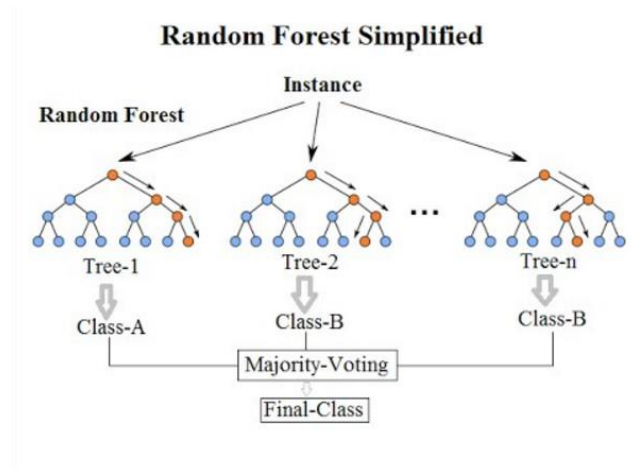 Random Forest Simplified
Instance
Random Forest
...
Tree-1
Tree-2
Tree-n
Class-A
Class-B
Class-B
Majority-Voting
Final-Class